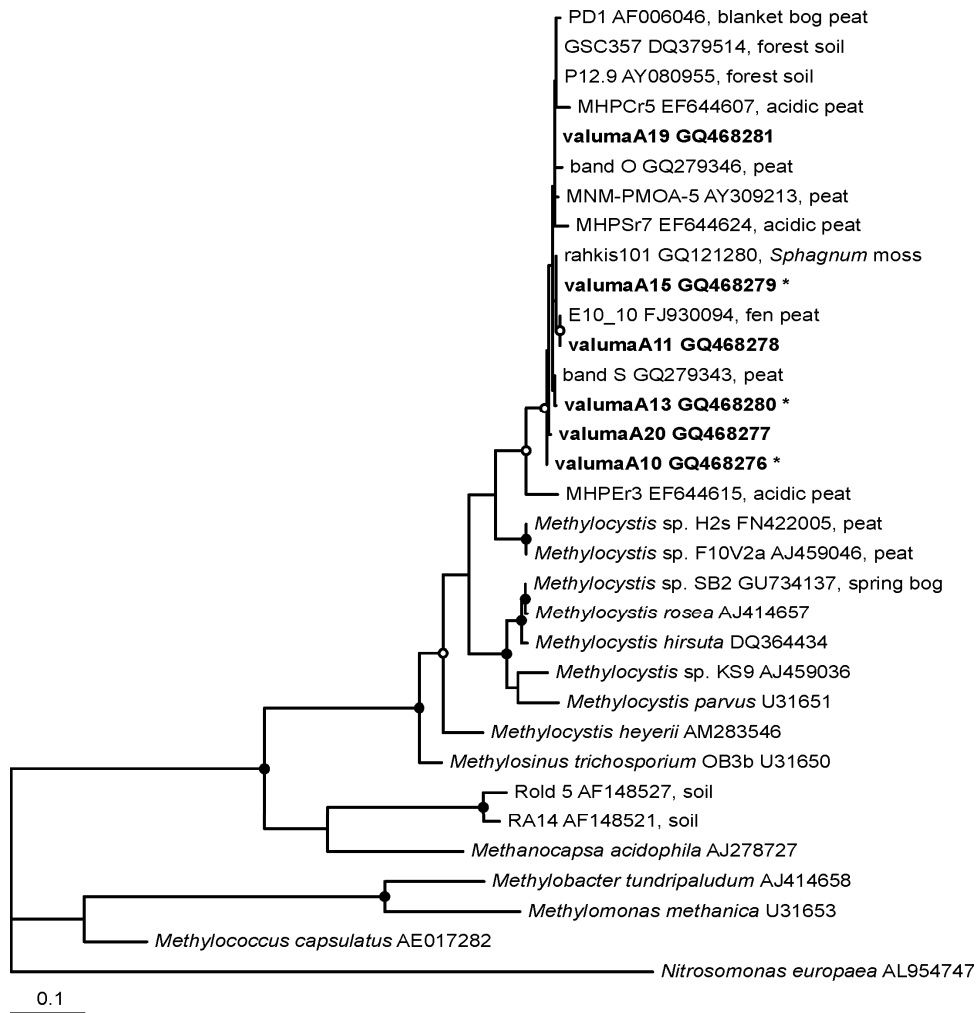 PD1 AF006046, blanket bog peat
GSC357 DQ379514, forest soil
P12.9 AY080955, forest soil
MHPCr5 EF644607, acidic peat
valumaA19 GQ468281
band O GQ279346, peat
MNM-PMOA-5 AY309213, peat
MHPSr7 EF644624, acidic peat
rahkis101 GQ121280, Sphagnum moss
valumaA15 GQ468279 *
E10_10 FJ930094, fen peat
valumaA11 GQ468278
band S GQ279343, peat
valumaA13 GQ468280 *
valumaA20 GQ468277
valumaA10 GQ468276 *
MHPEr3 EF644615, acidic peat
Methylocystis sp. H2s FN422005, peat
Methylocystis sp. F10V2a AJ459046, peat
Methylocystis sp. SB2 GU734137, spring bog
Methylocystis rosea AJ414657
Methylocystis hirsuta DQ364434
Methylocystis sp. KS9 AJ459036
Methylocystis parvus U31651
Methylocystis heyerii AM283546
Methylosinus trichosporium OB3b U31650
Rold 5 AF148527, soil
RA14 AF148521, soil
Methanocapsa acidophila AJ278727
Methylobacter tundripaludum AJ414658
Methylomonas methanica U31653
Methylococcus capsulatus AE017282
Nitrosomonas europaea AL954747
0.1